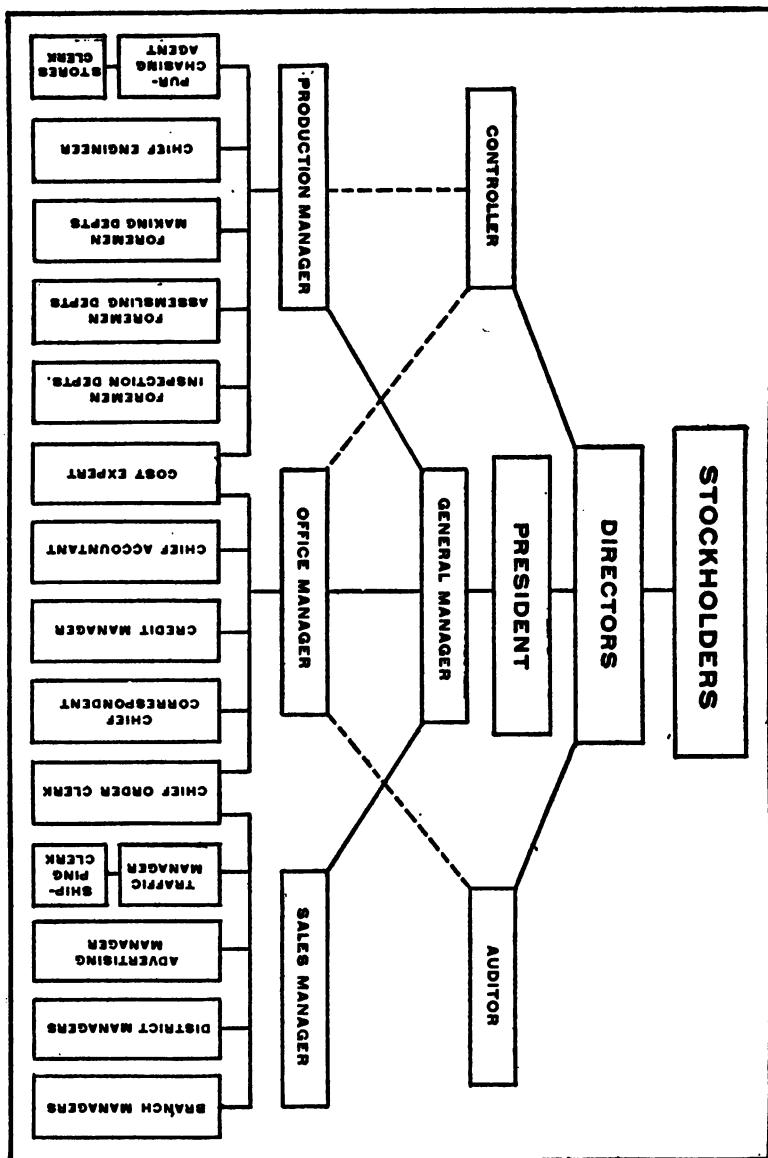 STOCKHOLDERS
DIRECTORS
PRESIDENT
CONTROLLER
AUDITOR
GENERAL MANAGER
PRODUCTION MANAGER
OFFICE MANAGER
SALES MANAGER
PUR-
CHASING
AGENT
STORES
CLERK
CHIEF ENGINEER
FOREMEN
MAKING DEPTS
FOREMEN
ASSEMSLING DEPTS
FOREMEN
INSPECTION DEPTS.
COST EXPERT
CHIEF ACCOUNTANT
CREDIT MANAGER
CHIEF
CORRESPONDENT
CHIEF ORDER CLERK
TRAFFIC
MANAGER
SHIP-
PING
CLERK
ADVERTISING
MANAGER
DISTRICT MANAGERS
BRANCH MANAGERS